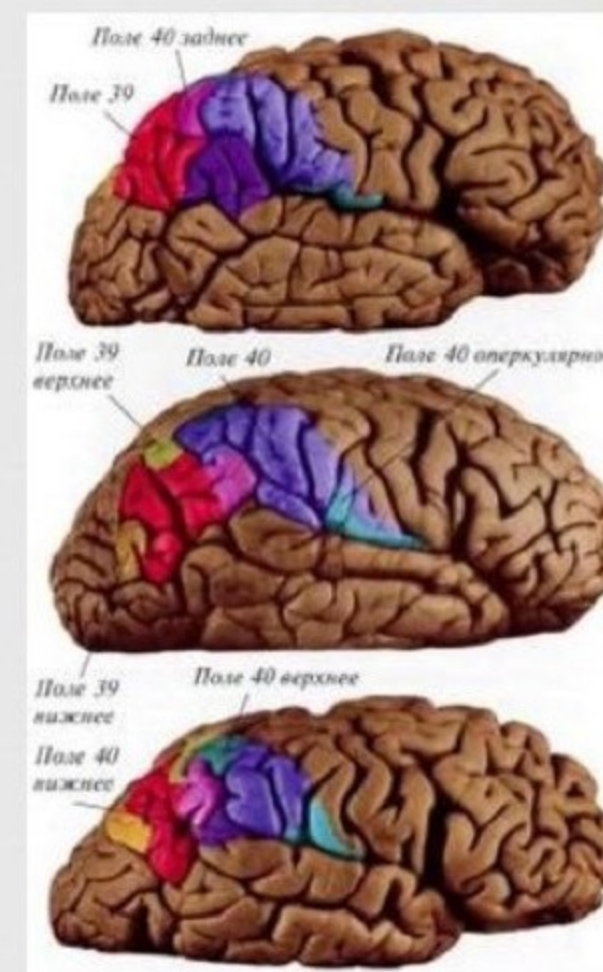 Поле 40 заднее
Поле 39
Поле 39
верхнее
Поле 40
Поле 40 оперкулярно
Поле 39
нижнее
Поле 40 верхнее
Поле 40
нижнее